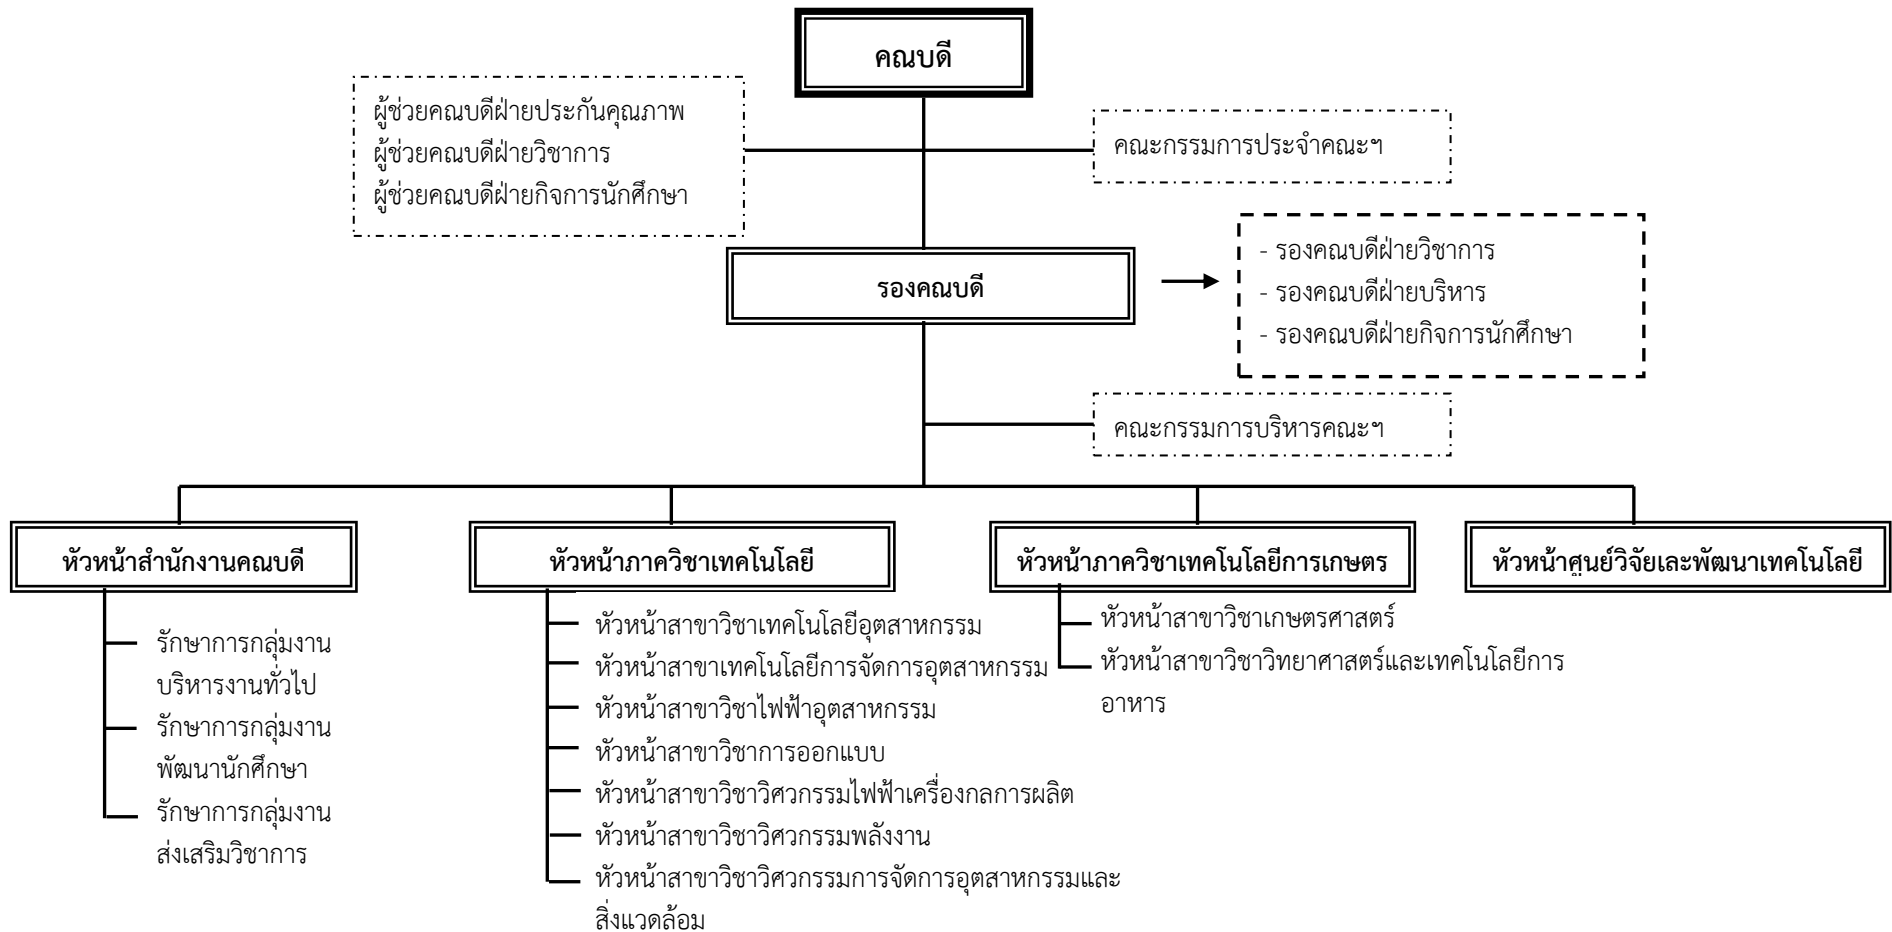 คณบดี
ผู้ช่วยคณบดีฝ่ายประกันคุณภาพ
ผู้ช่วยคณบดีฝ่ายวิชาการ
ผู้ช่วยคณบดีฝ่ายกิจการนักศึกษา
คณะกรรมการประจำคณะฯ
รองคณบดี
- รองคณบดีฝ่ายวิชาการ
- รองคณบดีฝ่ายบริหาร
- รองคณบดีฝ่ายกิจการนักศึกษา
คณะกรรมการบริหารคณะฯ
หัวหน้าสำนักงานคณบดี
รักษาการกลุ่มงาน
บริหารงานทั่วไป
รักษาการกลุ่มงาน
พัฒนานักศึกษา
รักษาการกลุ่มงาน
ส่งเสริมวิชาการ
หัวหน้าภาควิชาเทคโนโลยี
หัวหน้าสาขาวิชาเทคโนโลยีอุตสาหกรรม
หัวหน้าสาขาเทคโนโลยีการจัดการอุตสาหกรรม
หัวหน้าสาขาวิชาไฟฟ้าอุตสาหกรรม
หัวหน้าสาขาวิชาการออกแบบ
หัวหน้าสาขาวิชาวิศวกรรมไฟฟ้าเครื่องกลการผลิต
หัวหน้าสาขาวิชาวิศวกรรมพลังงาน
หัวหน้าสาขาวิชาวิศวกรรมการจัดการอุตสาหกรรมและ
สิ่งแวดล้อม
หัวหน้าภาควิชาเทคโนโลยีการเกษตร
หัวหน้าสาขาวิชาเกษตรศาสตร์
หัวหน้าสาขาวิชาวิทยาศาสตร์และเทคโนโลยีการ
อาหาร
หัวหน้าศูนย์วิจัยและพัฒนาเทคโนโลยี